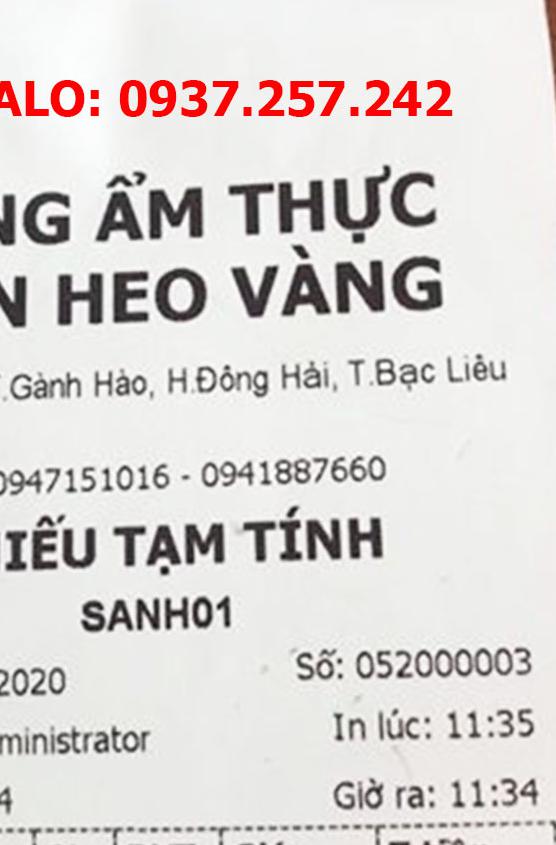 ALO: 0937.257.242
NG ẨM THỰC
N HEO VÀNG
.Gành Hào, H.Đông Hải, T.Bạc Liêu
0947151016 - 0941887660
IẾU TẠM TÍNH
SANH01
2020
Số: 052000003
ministrator
In lúc: 11:35
4
Giờ ra: 11:34